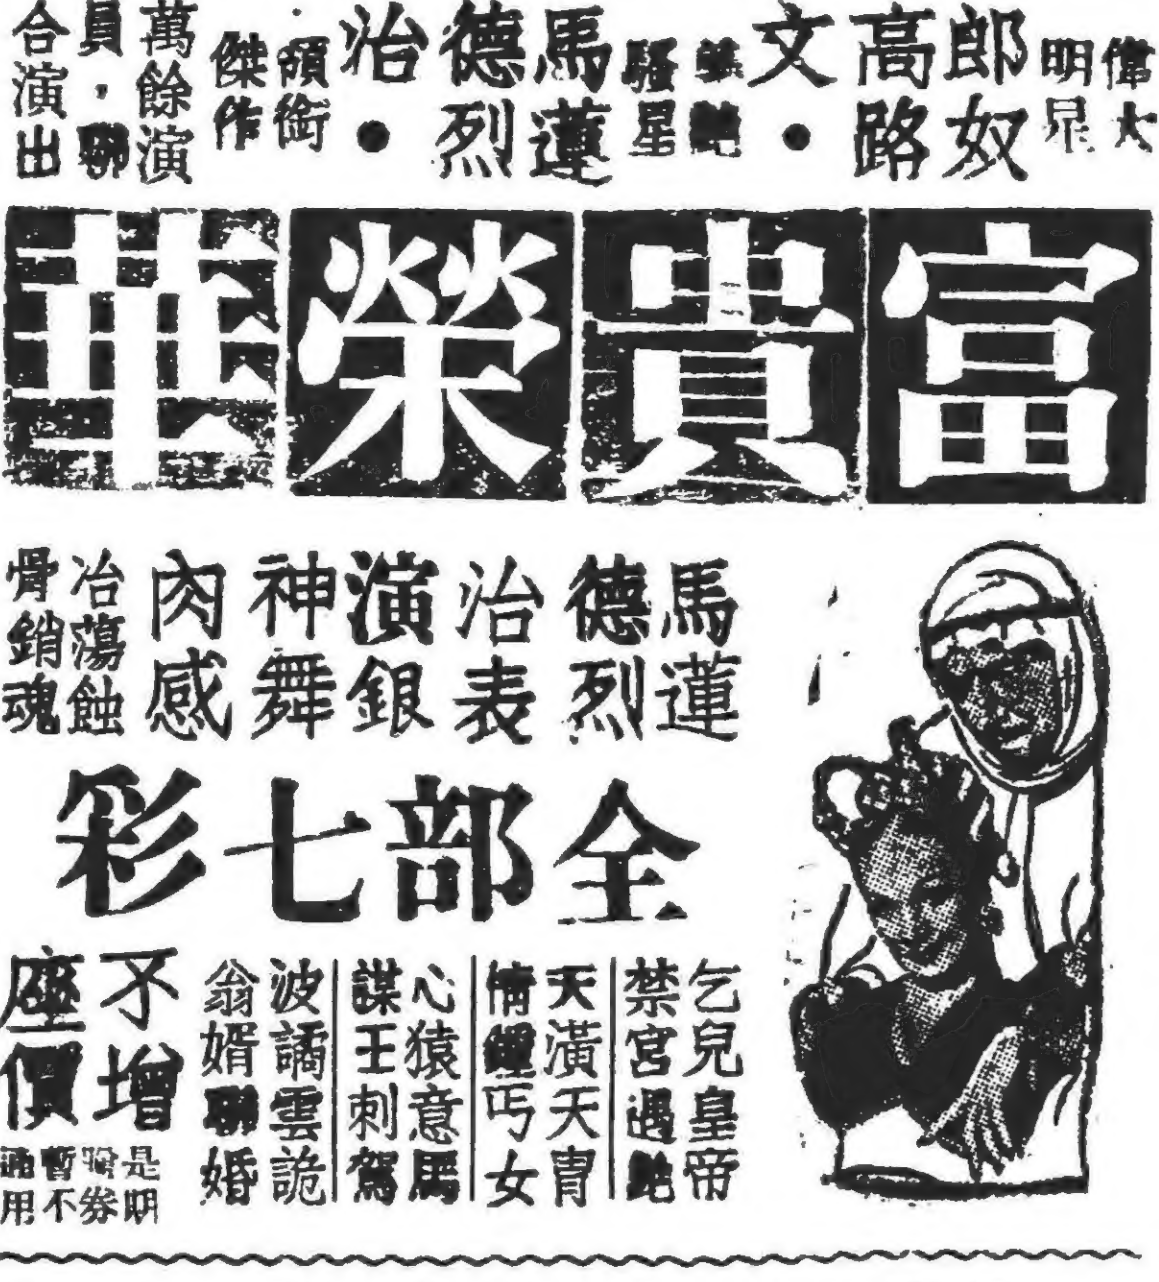 偉大
明星
郎奴
高路
文・
騷星
馬蓮
德烈
治・
領銜
傑作
萬餘演
員，聯
合演出
富貴榮華
馬蓮
德烈
治表
演銀
神舞
肉感
冶蕩蝕
骨銷魂
全部七彩
乞兒皇帝
禁宮遇艷
天潢天胄
情鍾丐女
心猿意馬
謀王刺駕
波譎雲詭
翁婿聯婚
不增
座價
是期
券
暫不
通用